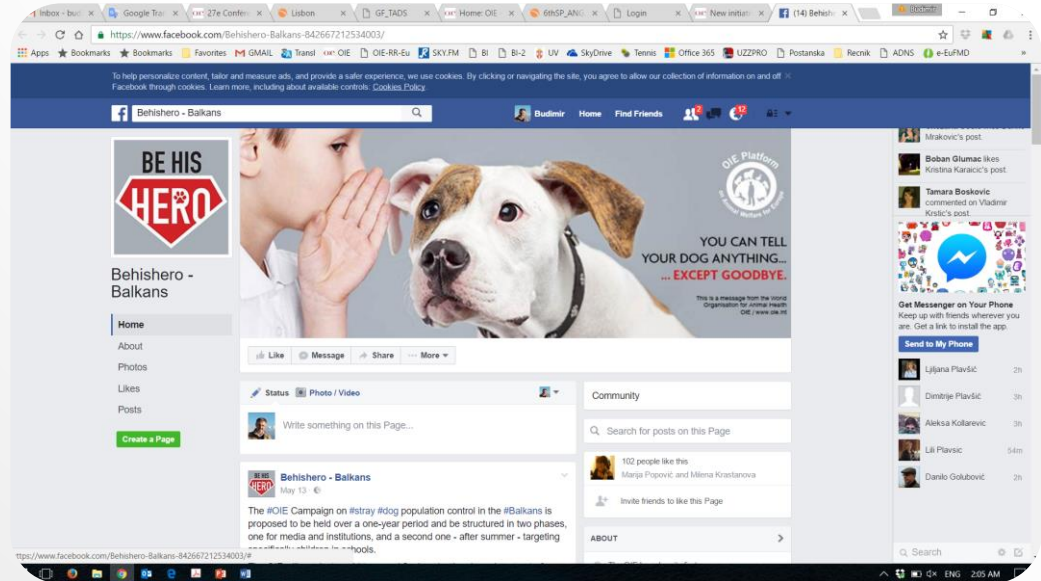 Inbox - bud
Google Tra
27e Confer
Lisbon
GF_TADS
Home: OIE -
6thSP_ANG
Login
New initiati
(14) Behish
https://www.facebook.com/Behishero-Balkans-842667212534003/
Apps
Bookmarks
Bookmarks
Favorites
M GMAIL
Transl
OIE
OIE-RR-Eu
SKY.FM
BI
BI-2
UV
SkyDrive
Tennis
Office 365
UZZPRO
Postanska
Recnik
ADNS
e-EuFMD
To help personalize content, tailor and measure ads, and provide a safer experience, we use cookies. By clicking or navigating the site, you agree to allow our collection of information on and off
Facebook through cookies. Learn more, including about available controls: Cookies Policy.
Behishero - Balkans
Budimir
Home
Find Friends
2
12
BE HIS
HERO
Behishero -
Balkans
Home
About
Photos
Likes
Posts
Create a Page
OIE Platform
on Animal Welfare for Europe
YOU CAN TELL
YOUR DOG ANYTHING...
... EXCEPT GOODBYE.
This is a message from the World
Organisation for Animal Health
OIE / www.oie.int
Like
Message
Share
More
Status
Photo / Video
Write something on this Page...
BE HIS
HERO
Behishero - Balkans
May 13
The #OIE Campaign on #stray #dog population control in the #Balkans is
proposed to be held over a one-year period and be structured in two phases,
one for media and institutions, and a second one - after summer - targeting
specifically children in schools.
Community
Search for posts on this Page
102 people like this
Marija Popović and Milena Krastanova
Invite friends to like this Page
ABOUT
Mrakovic's post.
Boban Glumac likes
Kristina Karaicic's post.
Tamara Boskovic
commented on Vladimir
Krstic's post.
Get Messenger on Your Phone
Keep up with friends wherever you
are. Get a link to install the app.
Send to My Phone
Ljiljana Plavšić 2h
Dimitrije Plavšić 3h
Aleksa Kollarevic 3h
Lili Plavsic 54m
Danilo Golubović 2h
Search
ttps://www.facebook.com/Behishero-Balkans-842667212534003/#
ENG
2:05 AM